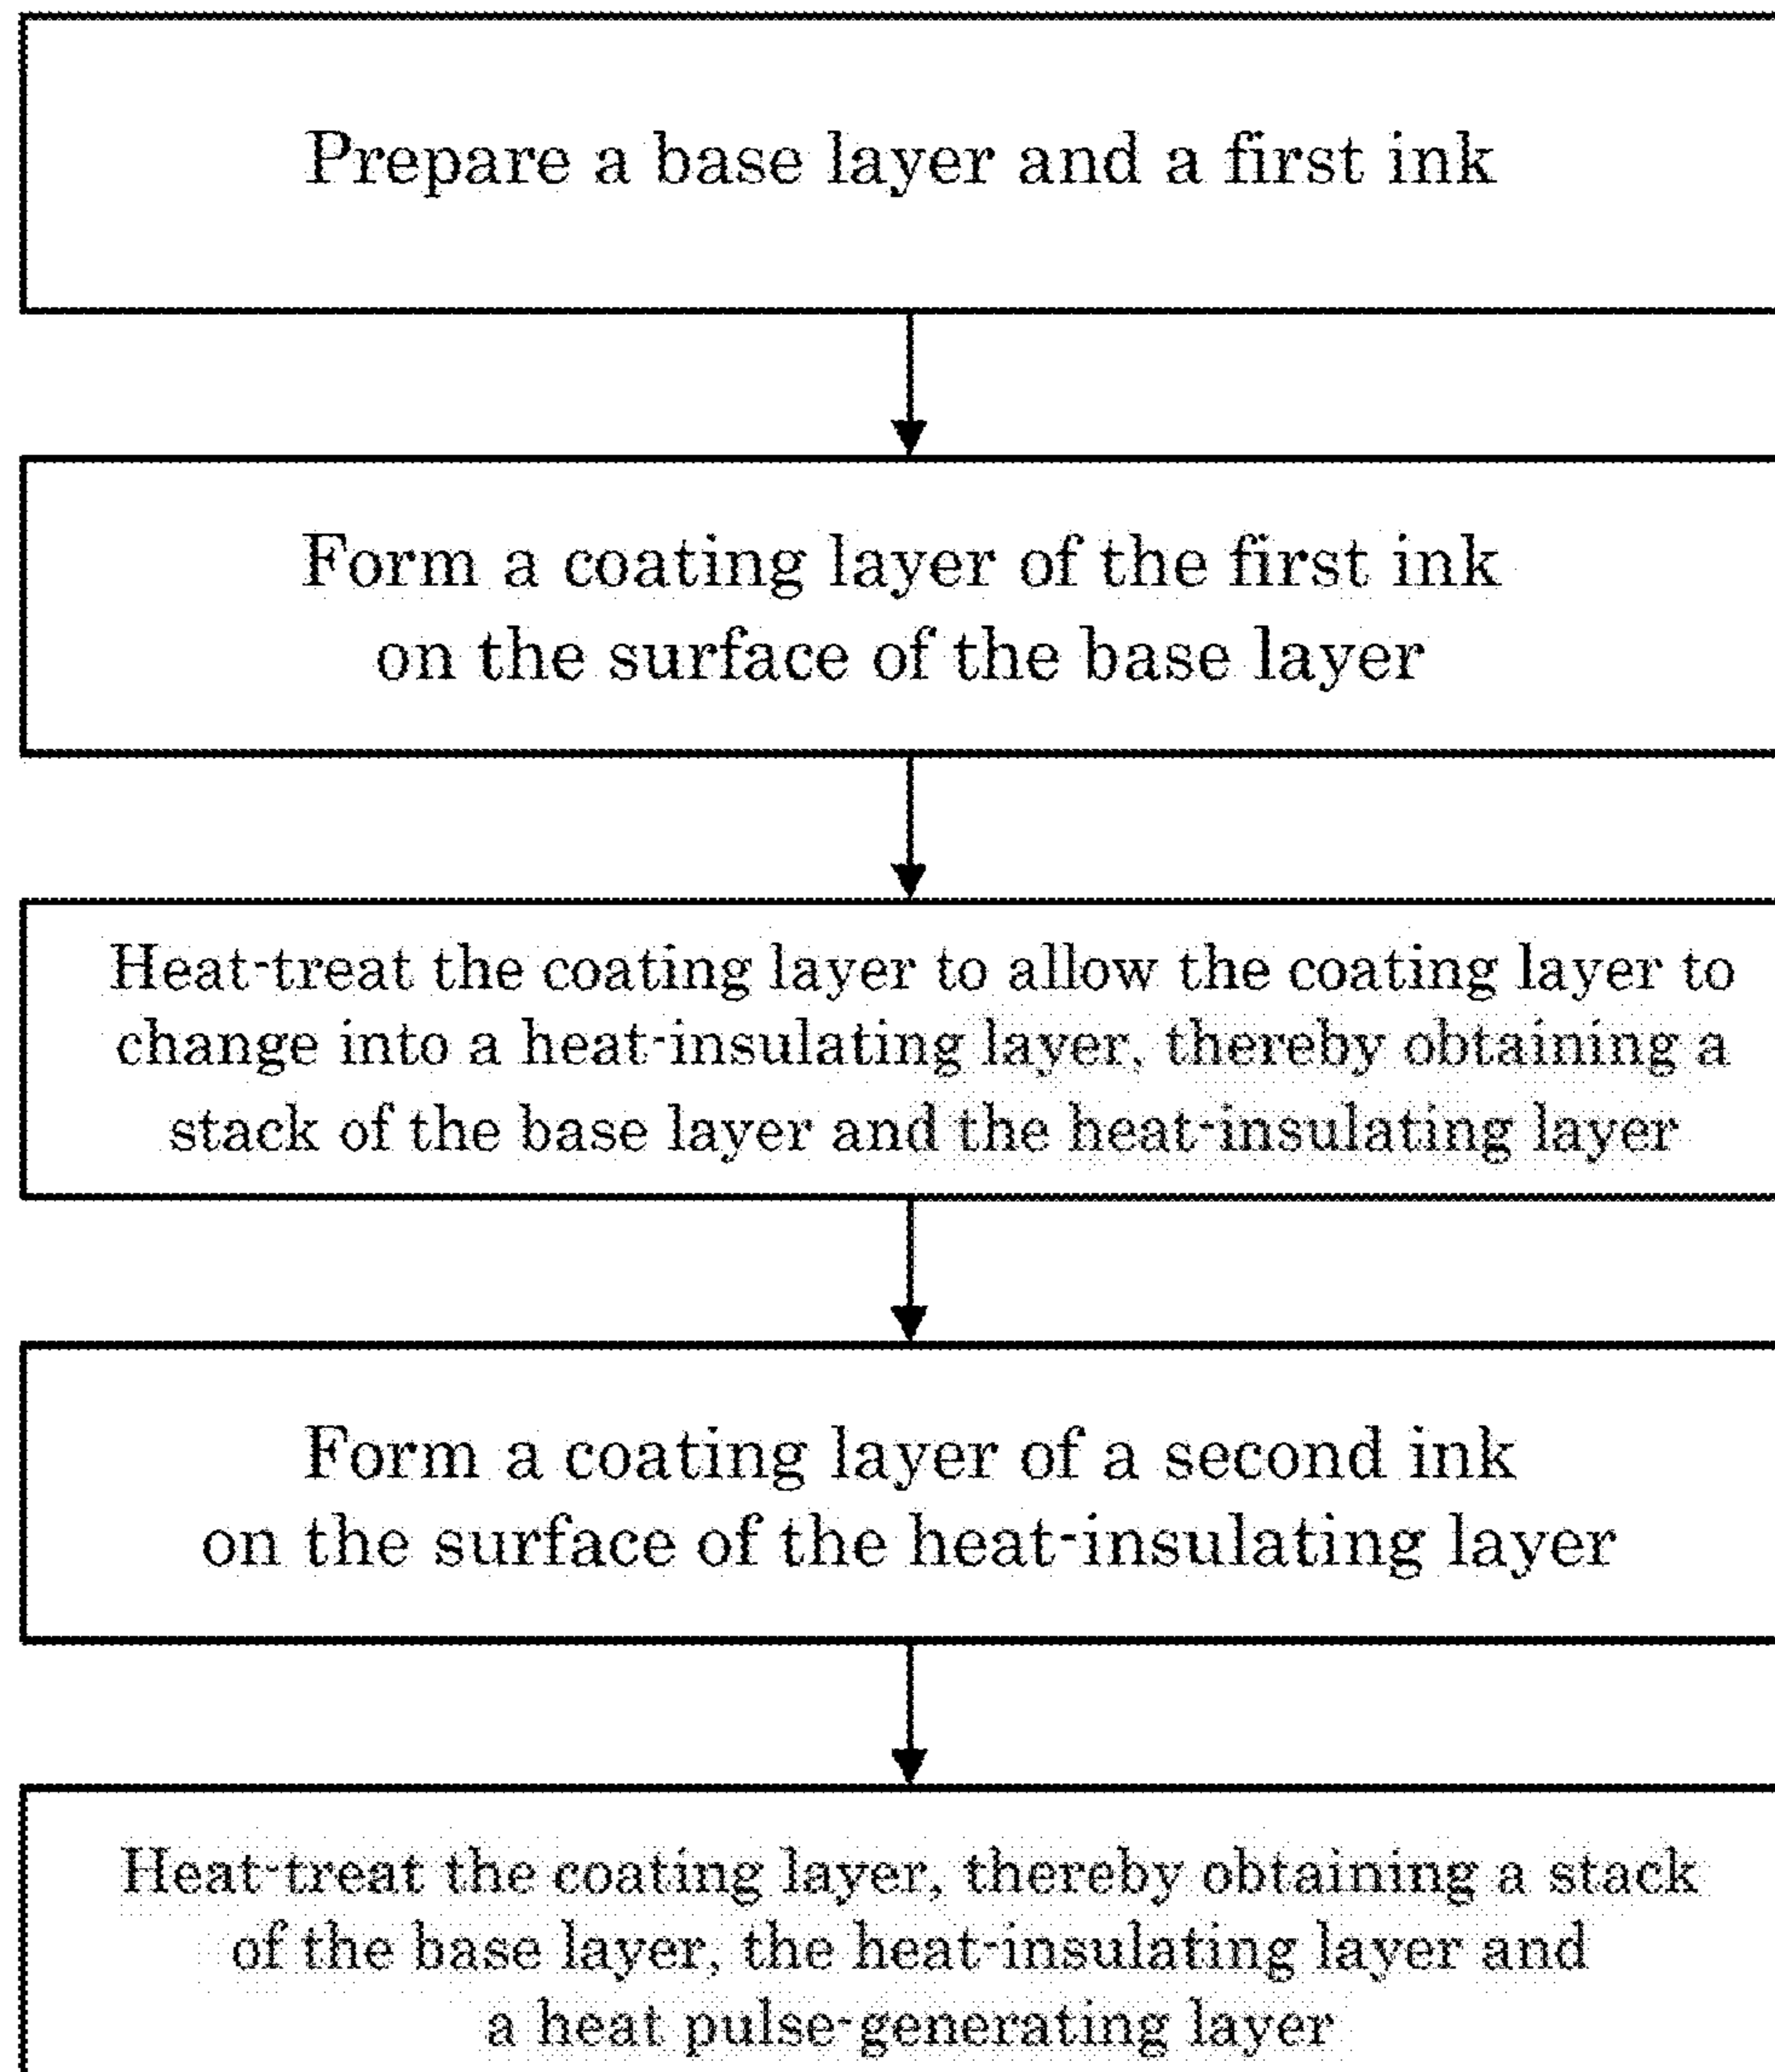 Prepare a base layer and a first ink
Form a coating layer of the first ink
on the surface of the base layer
Heat-treat the coating layer to allow the coating layer to
change into a heat-insulating layer, thereby obtaining a
stack of the base layer and the heat-insulating layer
Form a coating layer of a second ink
on the surface of the heat-insulating layer
Heat-treat the coating layer, thereby obtaining a stack
of the base layer, the heat-insulating layer and
a heat pulse-generating layer